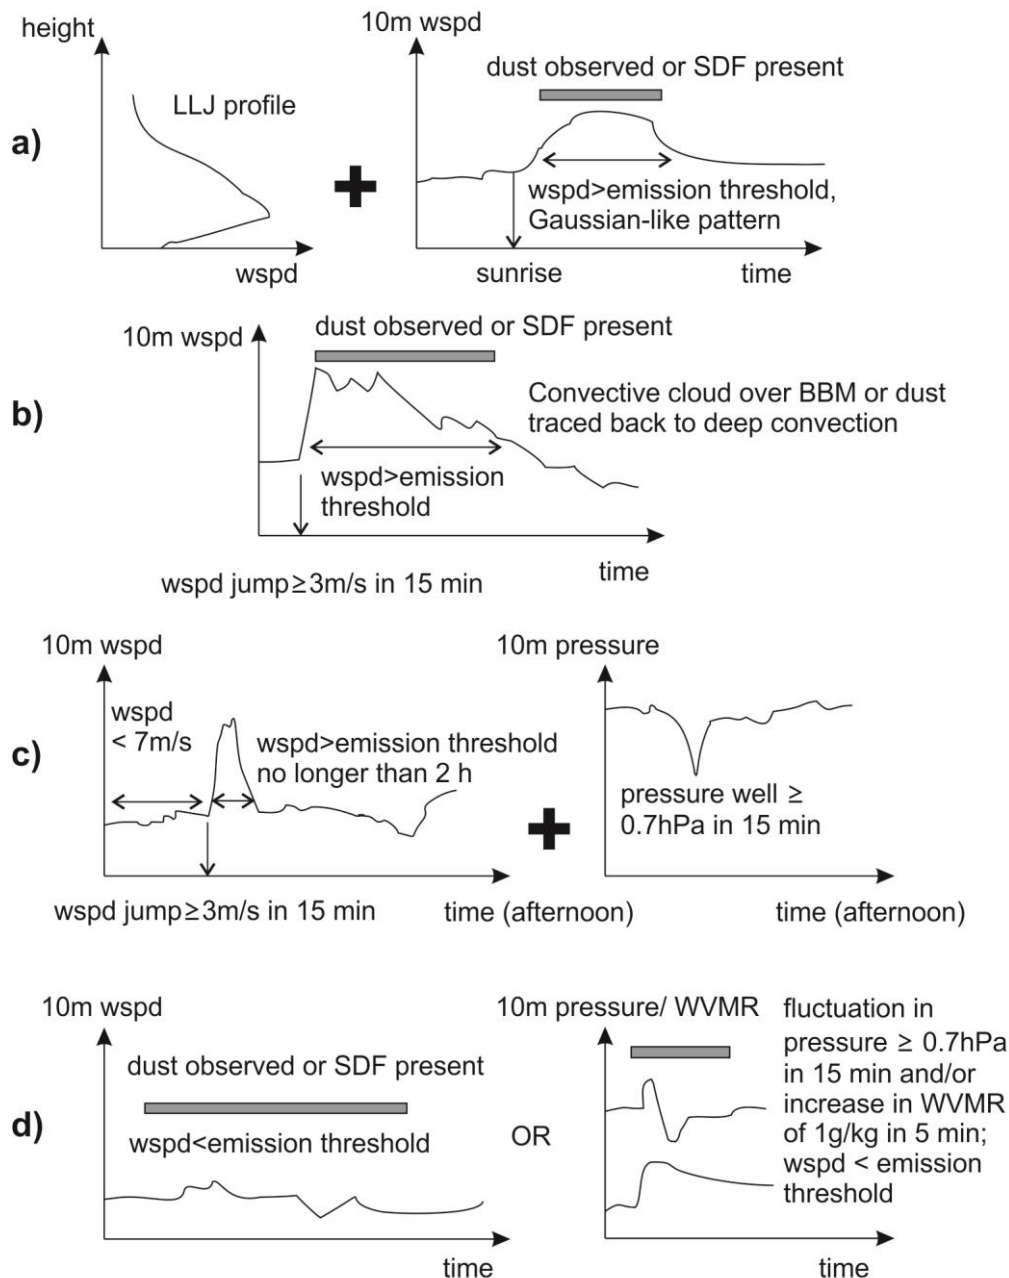 a)
height
LLJ profile
wspd
10m wspd
dust observed or SDF present
wspd>emission threshold,
Gaussian-like pattern
sunrise
time
b)
10m wspd
dust observed or SDF present
Convective cloud over BBM or dust
traced back to deep convection
wspd>emission
threshold
time
wspd jump≥3m/s in 15 min
c)
10m wspd
wspd
< 7m/s
wspd>emission threshold
no longer than 2 h
wspd jump≥3m/s in 15 min
time (afternoon)
10m pressure
pressure well ≥
0.7hPa in 15 min
time (afternoon)
d)
10m wspd
dust observed or SDF present
wspd<emission threshold
time
OR
10m pressure/ WVMR
fluctuation in
pressure ≥ 0.7hPa
in 15 min and/or
increase in WVMR
of 1g/kg in 5 min;
wspd < emission
threshold
time